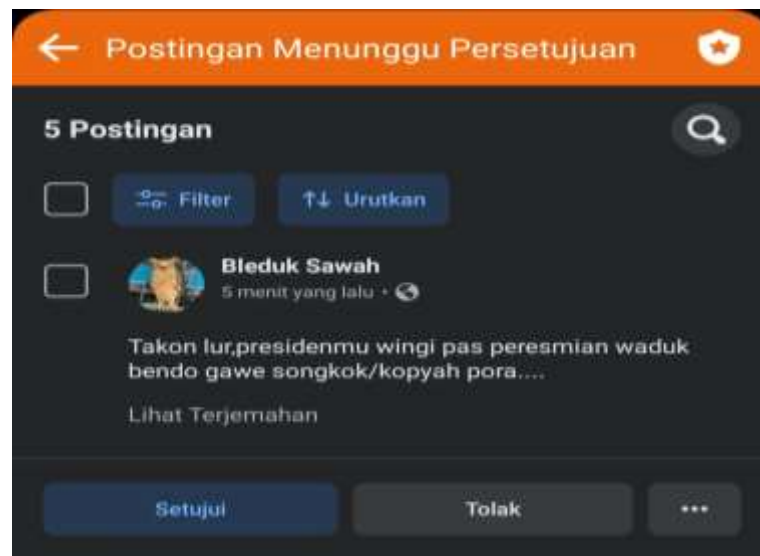 Postingan Menunggu Persetujuan
5 Postingan
Filter
Urutkan
Bleduk Sawah
5 menit yang lalu
Takon lur,presidenmu wingi pas peresmian waduk
bendo gawe songkok/kopyah pora....
Lihat Terjemahan
Setujui
Tolak